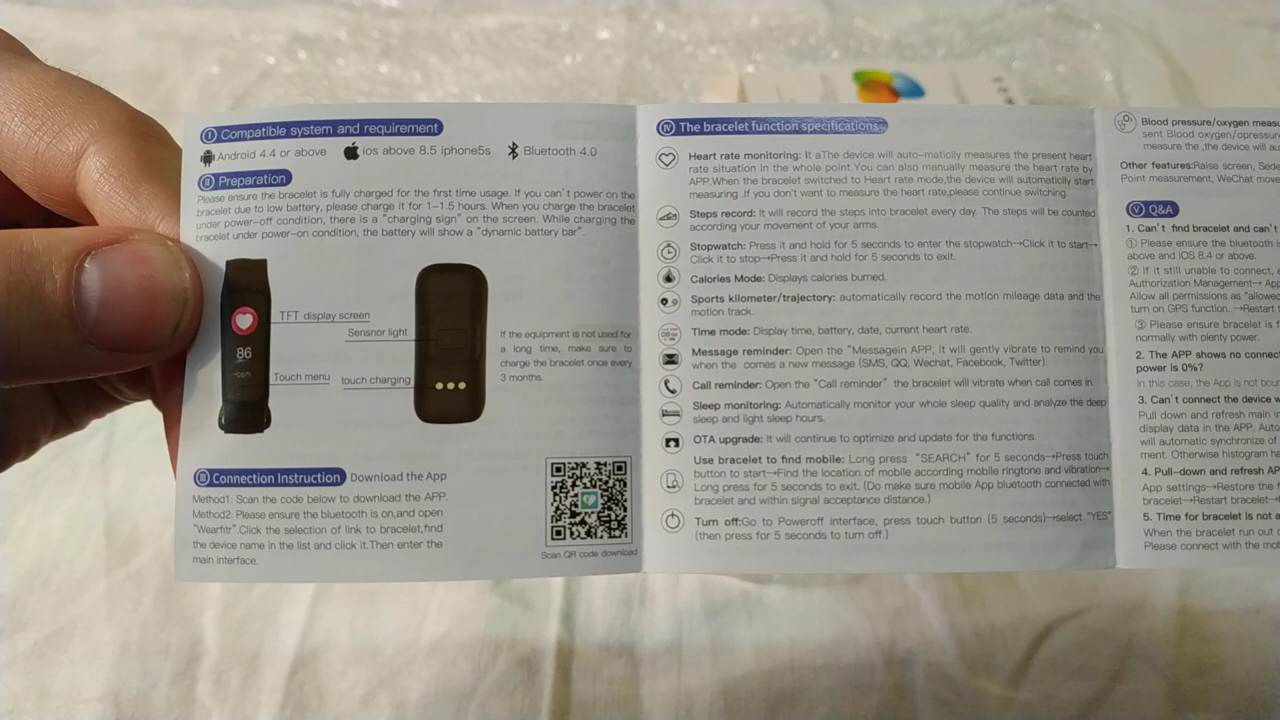 I Compatible system and requirement
Android 4.4 or above ios above 8.5 iphone5s Bluetooth 4.0
II Preparation
Please ensure the bracelet is fully charged for the first time usage. If you can't power on the
bracelet due to low battery, please charge it for 1-1.5 hours. When you charge the bracelet
under power-off condition, there is a "charging sign" on the screen. While charging the
bracelet under power-on condition, the battery will show a "dynamic battery bar".
TFT display screen
Sensnor light
86
Touch menu
touch charging
If the equipment is not used for
a long time, make sure to
charge the bracelet once every
3 months.
III Connection Instruction Download the App
Method1: Scan the code below to download the APP.
Method2: Please ensure the bluetooth is on,and open
"Wearfitr".Click the selection of link to bracelet,find
the device name in the list and click it.Then enter the
main interface.
Scan QR code download
IV The bracelet function specifications
Heart rate monitoring: It aThe device will auto-maticlly measures the present heart
rate situation in the whole point.You can also manually measure the heart rate by
APP.When the bracelet switched to Heart rate mode,the device will automaticlly start
measuring .If you don't want to measure the heart rate,please continue switching.
Steps record: It will record the steps into bracelet every day. The steps will be counted
according your movement of your arms.
Stopwatch: Press it and hold for 5 seconds to enter the stopwatch→Click it to start→
Click it to stop→Press it and hold for 5 seconds to exit.
Calories Mode: Displays calories burned.
Sports kilometer/trajectory: automatically record the motion mileage data and the
motion track.
Time mode: Display time, battery, date, current heart rate.
Message reminder: Open the "Messagein APP, it will gently vibrate to remind you
when the comes a new message (SMS, QQ, Wechat, Facebook, Twitter).
Call reminder: Open the "Call reminder" the bracelet will vibrate when call comes in.
Sleep monitoring: Automatically monitor your whole sleep quality and analyze the deep
sleep and light sleep hours.
OTA upgrade: It will continue to optimize and update for the functions.
Use bracelet to find mobile: Long press "SEARCH" for 5 seconds→Press touch
button to start→Find the location of mobile according mobile ringtone and vibration→
Long press for 5 seconds to exit. (Do make sure mobile App bluetooth connected with
bracelet and within signal acceptance distance.)
Turn off:Go to Poweroff interface, press touch button (5 seconds)→select "YES"
(then press for 5 seconds to turn off.)
Blood pressure/oxygen
sent Blood oxygen/opressure
measure the ,the device will
Other features:Raise screen,
Point measurement, WeChat
V Q&A
1. Can't find bracelet and can't
① Please ensure the bluetooth
above and iOS 8.4 or above.
② If it still unable to connect,
Authorization Management→
Allow all permissions as
turn on GPS function.
③ Please ensure bracelet is
normally with plenty power.
2. The APP shows no
power is 0%?
In this case, the App is not
3. Can't connect the device
Pull down and refresh main
display data in the APP.
will automatic synchronize of
ment. Otherwise histogram
4. Pull-down and refresh
App settings→Restore the
bracelet→Restart bracelet→
5. Time for bracelet is not
When the bracelet run out
Please connect with the